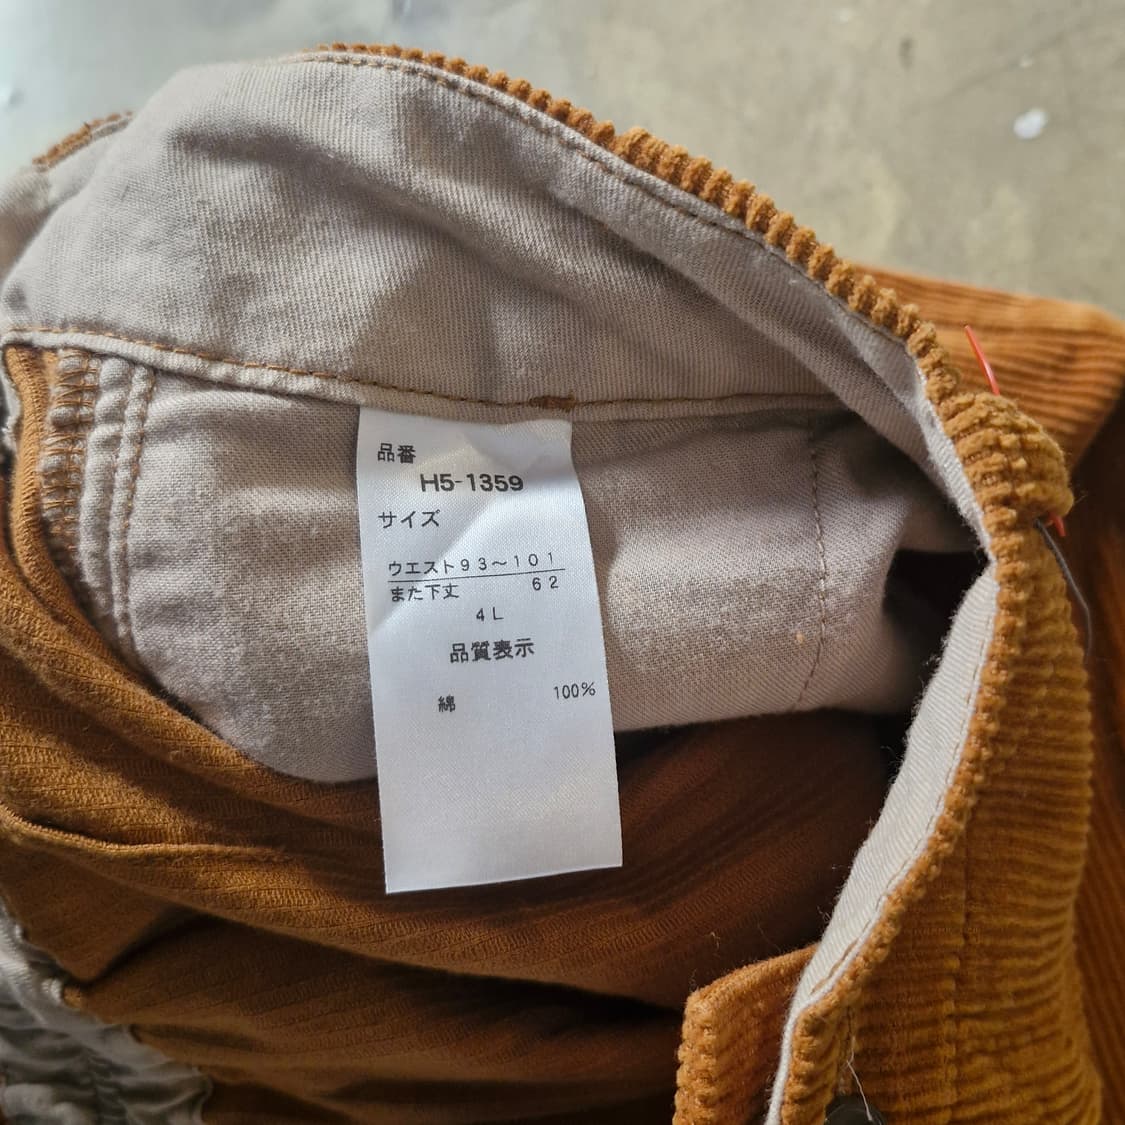 品番
H5-1359
サイズ
ウエスト93～101
また下丈 62
4L
品質表示
綿 100%